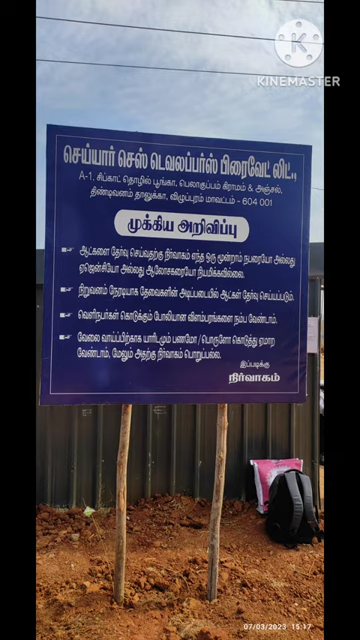 KINEMASTER
செய்யார் செஸ் டெவலப்பர்ஸ் பிரைவேட் லிட்.,
A-1, சிப்காட் தொழில் பூங்கா, பெலாகுப்பம் கிராமம் & அஞ்சல்,
திண்டிவனம் தாலுக்கா, விழுப்புரம் மாவட்டம் - 604 001
முக்கிய அறிவிப்பு
ஆட்களை தேர்வு செய்வதற்கு நிர்வாகம் எந்த ஒரு மூன்றாம் நபரையோ அல்லது
ஏஜென்சியோ அல்லது ஆலோசகரையோ நியமிக்கவில்லை.
நிறுவனம் நேரடியாக தேவைகளின் அடிப்படையில் ஆட்கள் தேர்வு செய்யப்படும்.
வெளிநபர்கள் கொடுக்கும் போலியான விளம்பரங்களை நம்ப வேண்டாம்.
வேலை வாய்ப்பிற்காக யாரிடமும் பணமோ / பொருளோ கொடுத்து ஏமாற
வேண்டாம், மேலும் அதற்கு நிர்வாகம் பொறுப்பல்ல.
இப்படிக்கு
நிர்வாகம்
07/03/2023 15:17